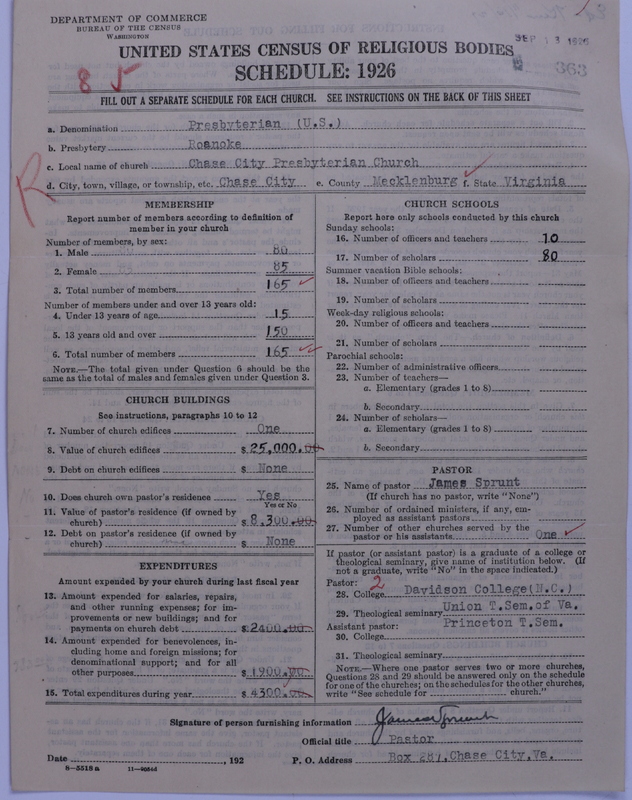 DEPARTMENT OF COMMERCE
BUREAU OF THE CENSUS
WASHINGTON
SEP 13 1926
UNITED STATES CENSUS OF RELIGIOUS BODIES
SCHEDULE: 1926
363
8 5
FILL OUT A SEPARATE SCHEDULE FOR EACH CHURCH. SEE INSTRUCTIONS ON THE BACK OF THIS SHEET
R
a. Denomination Presbyterian (U.S.)
b. Presbytery Roanoke
c. Local name of church Chase City Presbyterian Church
d. City, town, village, or township, etc. Chase City e. County Mecklenburg f. State Virginia
MEMBERSHIP
Report number of members according to definition of
member in your church
Number of members, by sex:
1. Male 80
2. Female 85
3. Total number of members 165
Number of members under and over 13 years old:
4. Under 13 years of age 15
5. 13 years old and over 150
6. Total number of members 165
NOTE.—The total given under Question 6 should be the
same as the total of males and females given under Question 3.
CHURCH BUILDINGS
See instructions, paragraphs 10 to 12
7. Number of church edifices One
8. Value of church edifices $ 25,000.00
9. Debt on church edifices $ None
10. Does church own pastor's residence Yes
Yes or No
11. Value of pastor's residence (if owned by
church) $ 8,300.00
12. Debt on pastor's residence (if owned by
church) $ None
EXPENDITURES
Amount expended by your church during last fiscal year
13. Amount expended for salaries, repairs,
and other running expenses; for im-
provements or new buildings; and for
payments on church debt $ 2400.00
14. Amount expended for benevolences, in-
cluding home and foreign missions; for
denominational support; and for all
other purposes $ 1900.00
15. Total expenditures during year $ 4300.00
CHURCH SCHOOLS
Report here only schools conducted by this church
Sunday schools:
16. Number of officers and teachers 10
17. Number of scholars 80
Summer vacation Bible schools:
18. Number of officers and teachers
19. Number of scholars
Week-day religious schools:
20. Number of officers and teachers
21. Number of scholars
Parochial schools:
22. Number of administrative officers
23. Number of teachers—
a. Elementary (grades 1 to 8)
b. Secondary
24. Number of scholars—
a. Elementary (grades 1 to 8)
b. Secondary
PASTOR
25. Name of pastor James Sprunt
(If church has no pastor, write "None")
26. Number of ordained ministers, if any, em-
ployed as assistant pastors
27. Number of other churches served by the
pastor or his assistants One
If pastor (or assistant pastor) is a graduate of a college or
theological seminary, give name of institution below. (If
not a graduate, write "No" in the space indicated.)
Pastor: 2
28. College Davidson College(N.C.)
29. Theological seminary Union T.Sem.of Va.
Assistant pastor: Princeton T.Sem.
30. College
31. Theological seminary
NOTE.—Where one pastor serves two or more churches,
Questions 28 and 29 should be answered only on the schedule
for one of the churches; on the schedules for the other churches,
write "See schedule for church."
Signature of person furnishing information James Sprunt
Official title Pastor
Date , 192 P. O. Address Box 287, Chase City, Va.
8-5518a 11-9084d